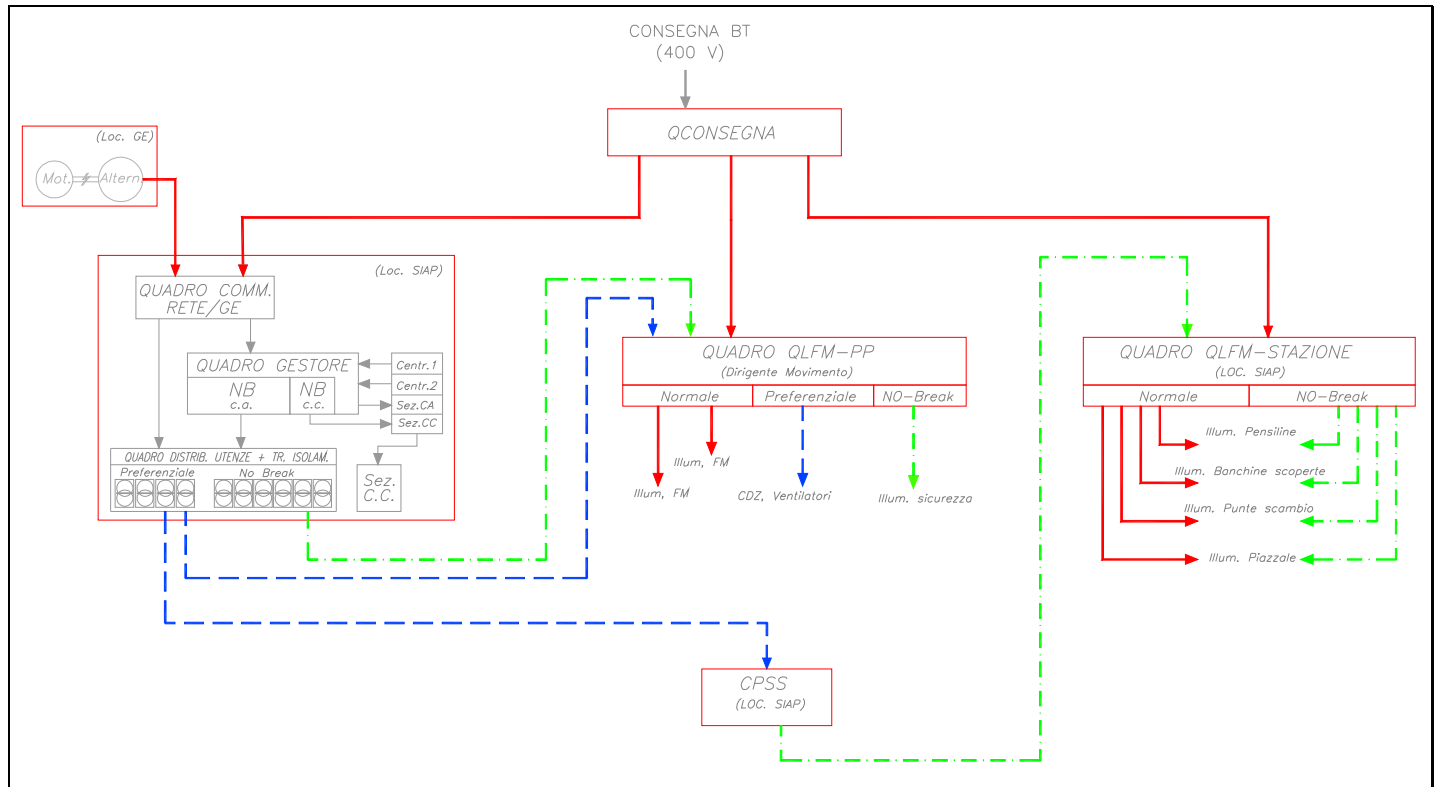 CONSEGNA BT
(400 V)
QCONSEGNA
(Loc. GE)
Mot.
Altern.
(Loc. SIAP)
QUADRO COMM.
RETE/GE
QUADRO GESTORE
NB
c.a.
NB
c.c.
Centr.1
Centr.2
Sez.CA
Sez.CC
QUADRO DISTRIB. UTENZE + TR. ISOLAM.
Preferenziale
No Break
Sez.
C.C.
QUADRO QLFM-PP
(Dirigente Movimento)
Normale
Preferenziale
NO-Break
Illum, FM
Illum, FM
CDZ, Ventilatori
Illum. sicurezza
QUADRO QLFM-STAZIONE
(LOC. SIAP)
Normale
NO-Break
Illum. Pensiline
Illum. Banchine scoperte
Illum. Punte scambio
Illum. Piazzale
CPSS
(LOC. SIAP)